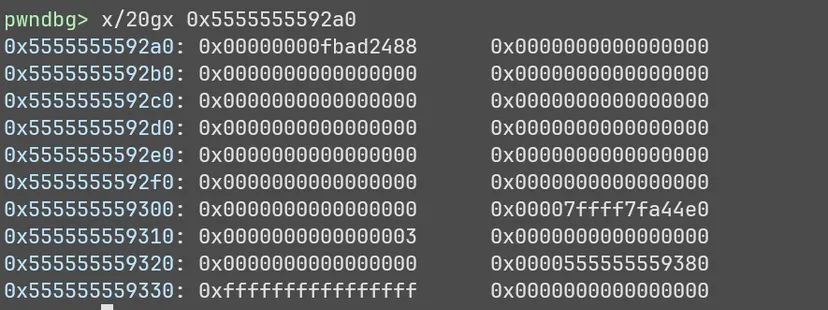 pwndbg> x/20gx 0x5555555592a0
0x5555555592a0: 0x00000000fbad2488 0x0000000000000000
0x5555555592b0: 0x0000000000000000 0x0000000000000000
0x5555555592c0: 0x0000000000000000 0x0000000000000000
0x5555555592d0: 0x0000000000000000 0x0000000000000000
0x5555555592e0: 0x0000000000000000 0x0000000000000000
0x5555555592f0: 0x0000000000000000 0x0000000000000000
0x555555559300: 0x0000000000000000 0x00007ffff7fa44e0
0x555555559310: 0x0000000000000003 0x0000000000000000
0x555555559320: 0x0000000000000000 0x0000555555559380
0x555555559330: 0xffffffffffffffff 0x0000000000000000